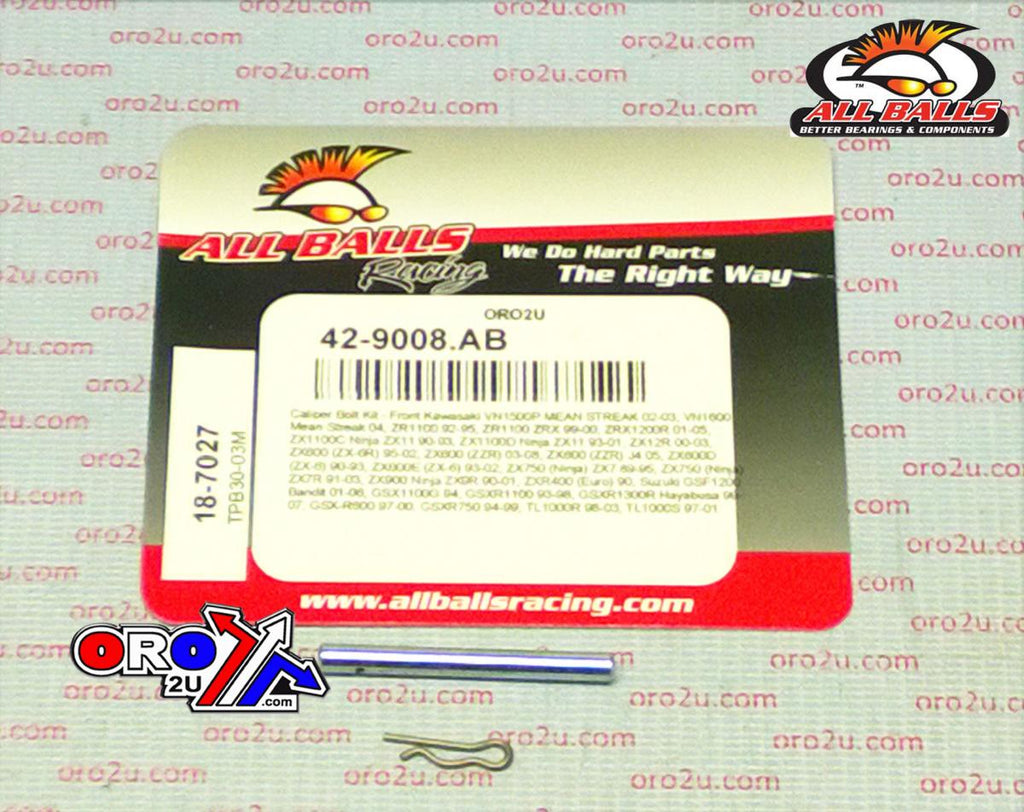 ALL BALLS
BETTER BEARINGS & COMPONENTS
ALL BALLS
Racing
We Do Hard Parts
The Right Way
ORO2U
42-9008.AB
Caliper Bolt Kit - Front Kawasaki VN1500P MEAN STREAK 02-03, VN1600
Mean Streak 04, ZR1100 92-95, ZR1100 ZRX 99-00, ZRX1200R 01-05,
ZX1100C Ninja ZX11 90-93, ZX1100D Ninja ZX11 93-01, ZX12R 00-03,
ZX600 (ZX-6R) 95-02, ZX600 (ZZR) 03-08, ZX600 (ZZR) J4 05, ZX600D
(ZX-6) 90-93, ZX600E (ZX-6) 93-02, ZX750 (Ninja) ZX7 89-95, ZX750 (Ninja)
ZX7R 91-03, ZX900 Ninja ZX9R 90-01, ZXR400 (Euro) 90, Suzuki GSF1200
Bandit 01-06, GSX1100G 94, GSXR1100 93-98, GSXR1300R Hayabusa
07, GSX-R600 97-00, GSXR750 94-99, TL1000R 98-03, TL1000S 97-01
18-7027
TPB30-03M
www.allballsracing.com
ORO
2U
.com
oro2u.com